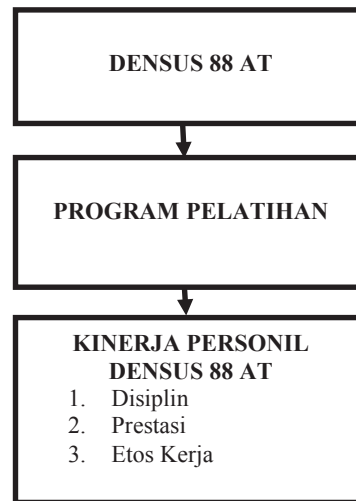 DENSUS 88 AT
PROGRAM PELATIHAN
KINERJA PERSONIL
DENSUS 88 AT
1. Disiplin
2. Prestasi
3. Etos Kerja